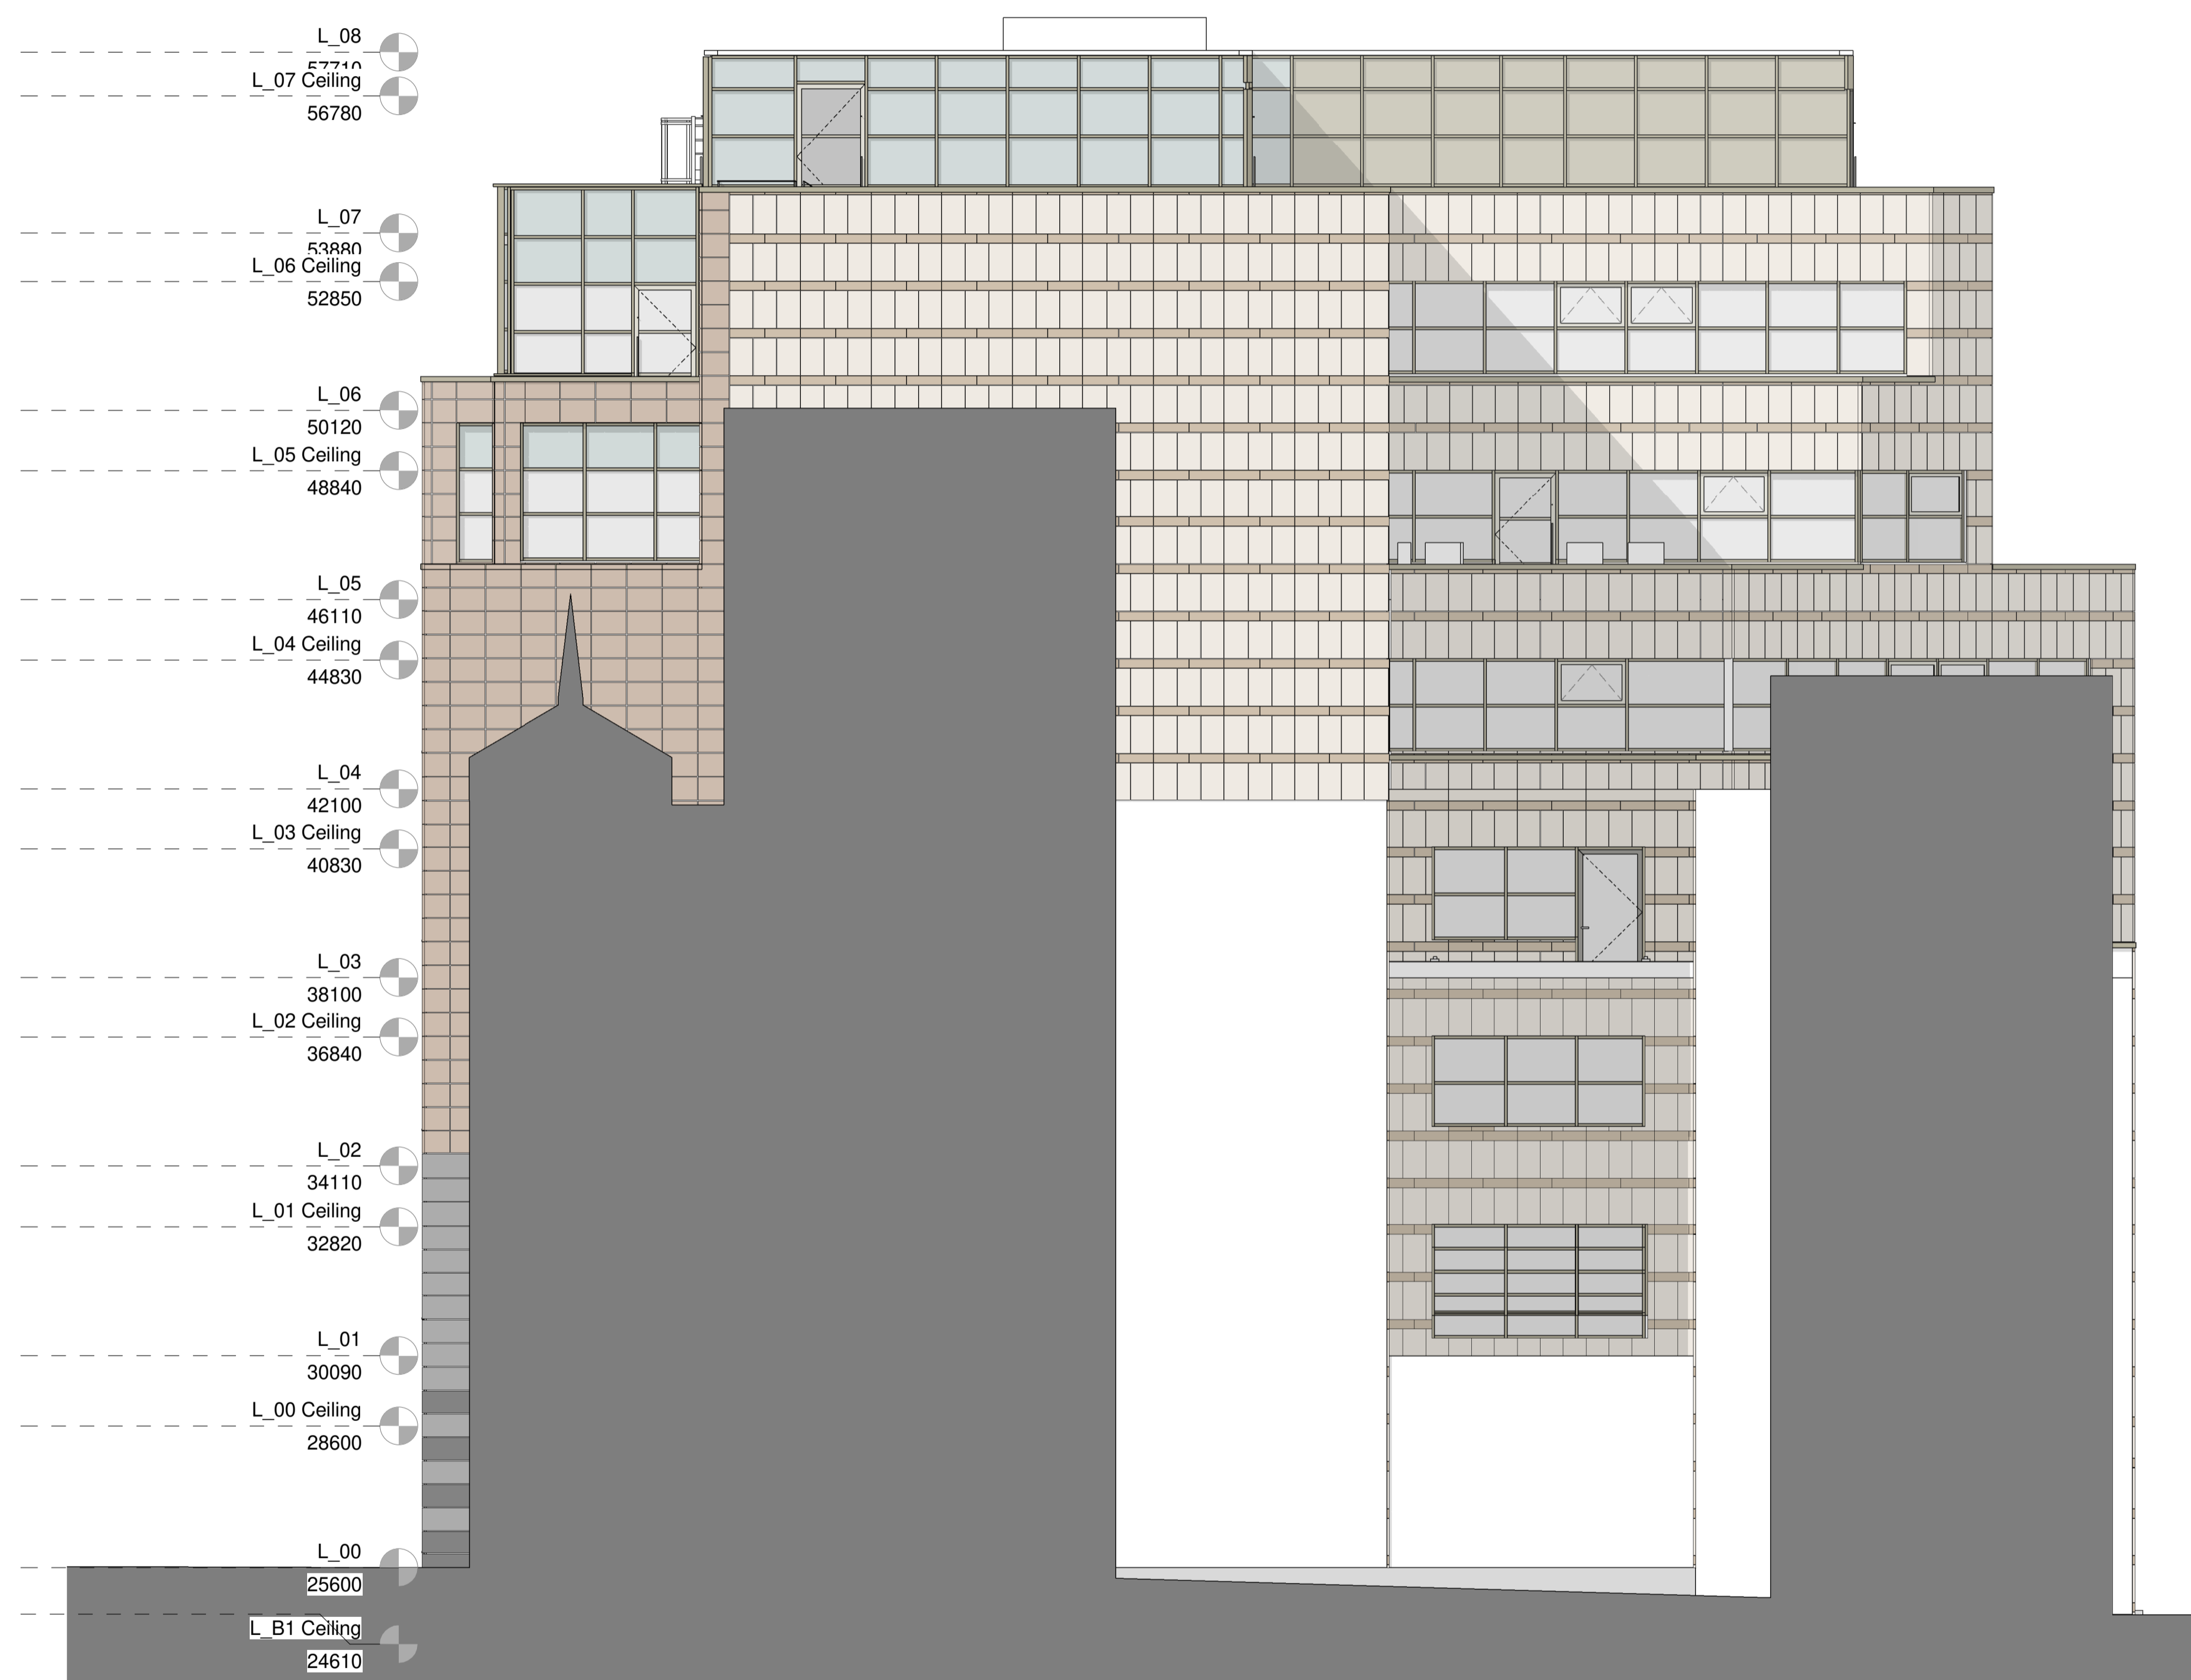 L_08
57710
L_07 Ceiling
56780
L_07
53880
L_06 Ceiling
52850
L_06
50120
L_05 Ceiling
48840
L_05
46110
L_04 Ceiling
44830
L_04
42100
L_03 Ceiling
40830
L_03
38100
L_02 Ceiling
36840
L_02
34110
L_01 Ceiling
32820
L_01
30090
L_00 Ceiling
28600
L_00
25600
L_B1 Ceiling
24610